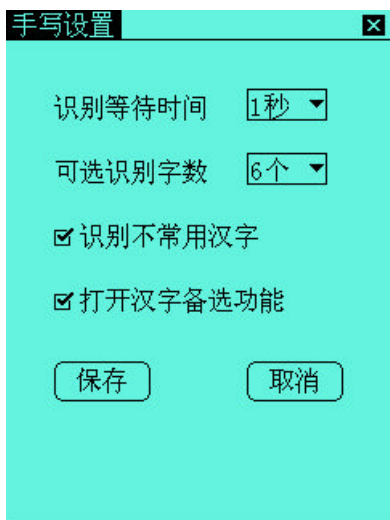 手写设置
识别等待时间 1秒
可选识别字数 6个
识别不常用汉字
打开汉字备选功能
保存 取消